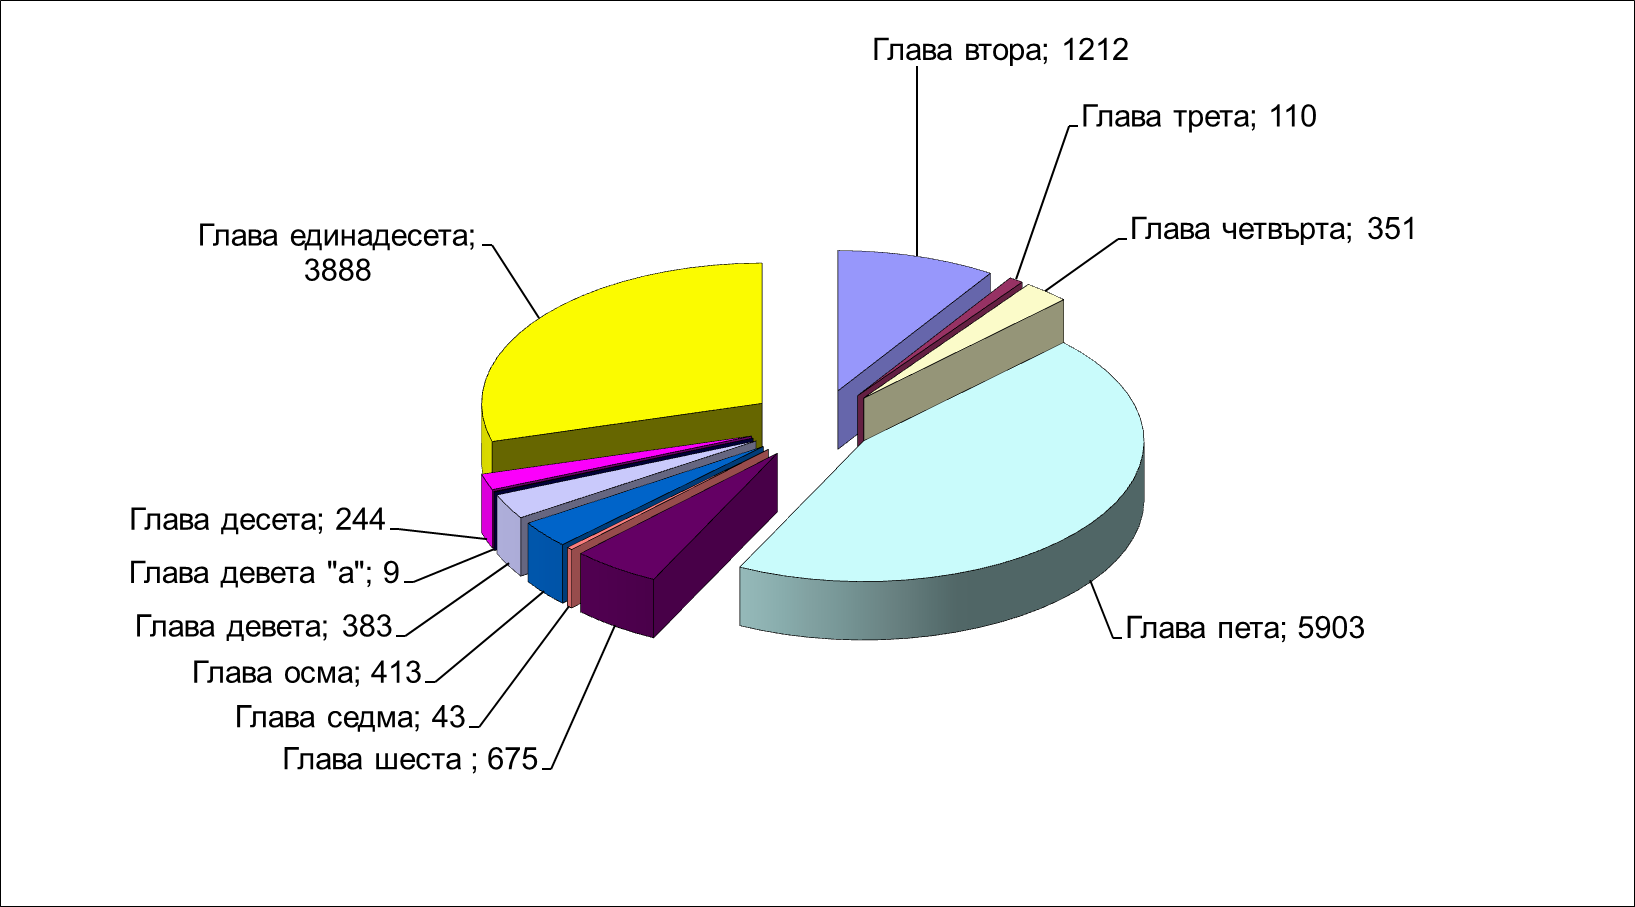 Глава втора; 1212
Глава трета; 110
Глава четвърта; 351
Глава единадесета;
3888
Глава десета; 244
Глава девета "а"; 9
Глава девета; 383
Глава пета; 5903
Глава осма; 413
Глава седма; 43
Глава шеста ; 675